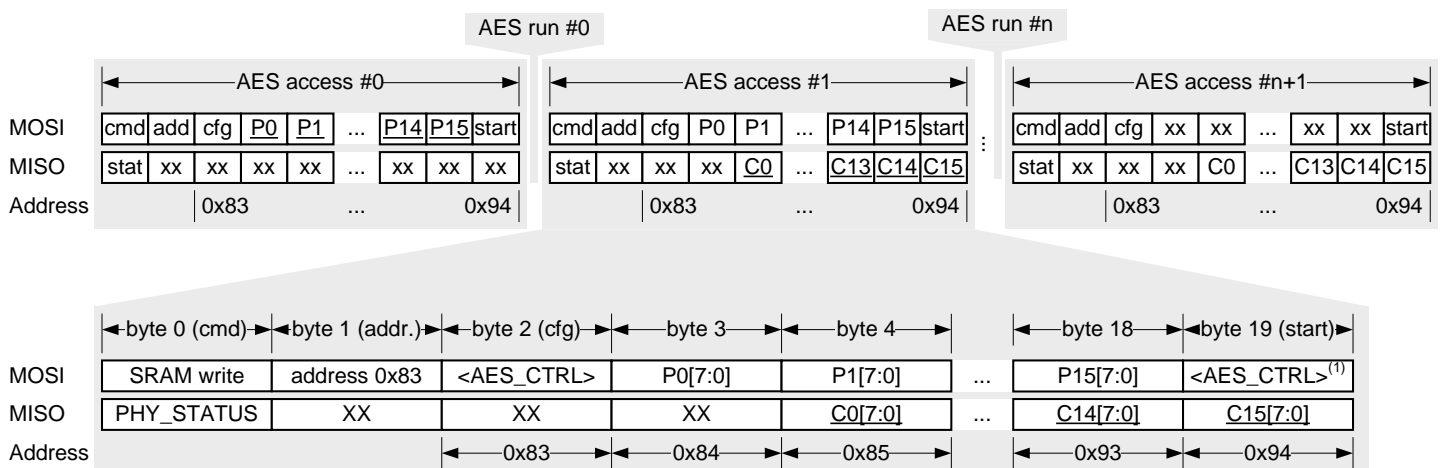 AES run #0 AES run #n
AES access #0 AES access #1 AES access #n+1
MOSI cmd add cfg P0 P1 ... P14 P15 start cmd add cfg P0 P1 ... P14 P15 start ... cmd add cfg xx xx ... xx xx start
MISO stat xx xx xx xx ... xx xx xx stat xx xx xx C0 ... C13 C14 C15 stat xx xx xx C0 ... C13 C14 C15
Address 0x83 ... 0x94 0x83 ... 0x94 0x83 ... 0x94
byte 0 (cmd) byte 1 (addr.) byte 2 (cfg) byte 3 byte 4 byte 18 byte 19 (start)
MOSI SRAM write address 0x83 <AES_CTRL> P0[7:0] P1[7:0] ... P15[7:0] <AES_CTRL>(1)
MISO PHY_STATUS XX XX XX C0[7:0] ... C14[7:0] C15[7:0]
Address 0x83 0x84 0x85 0x93 0x94